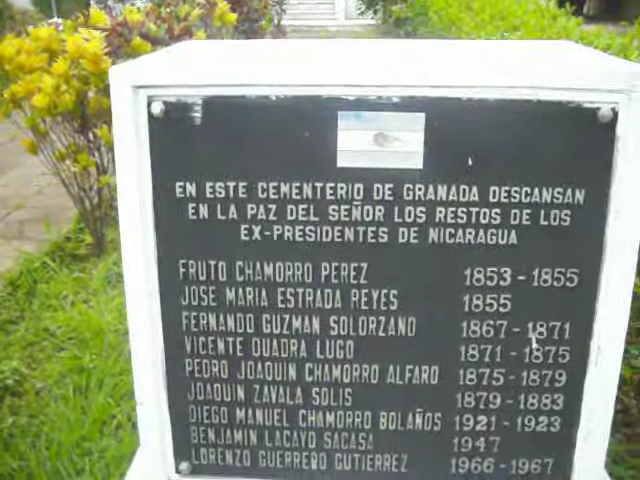 EN ESTE CEMENTERIO DE GRANADA DESCANSAN
EN LA PAZ DEL SEÑOR LOS RESTOS DE LOS
EX-PRESIDENTES DE NICARAGUA
FRUTO CHAMORRO PEREZ 1853-1855
JOSE MARIA ESTRADA REYES 1855
FERNANDO GUZMAN SOLORZANO 1867-1871
VICENTE QUADRA LUGO 1871-1875
PEDRO JOAQUIN CHAMORRO ALFARO 1875-1879
JOAQUIN ZAVALA SOLIS 1879-1883
DIEGO MANUEL CHAMORRO BOLAÑOS 1921-1923
BENJAMIN LACAYO SACASA 1947
LORENZO GUERRERO GUTIERREZ 1966-1967